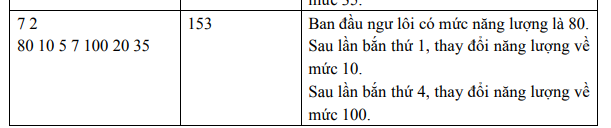 mức 35.
7 2
80 10 5 7 100 20 35
153
Ban đầu ngư lôi có mức năng lượng là 80.
Sau lần bắn thứ 1, thay đổi năng lượng về
mức 10.
Sau lần bắn thứ 4, thay đổi năng lượng về
mức 100.